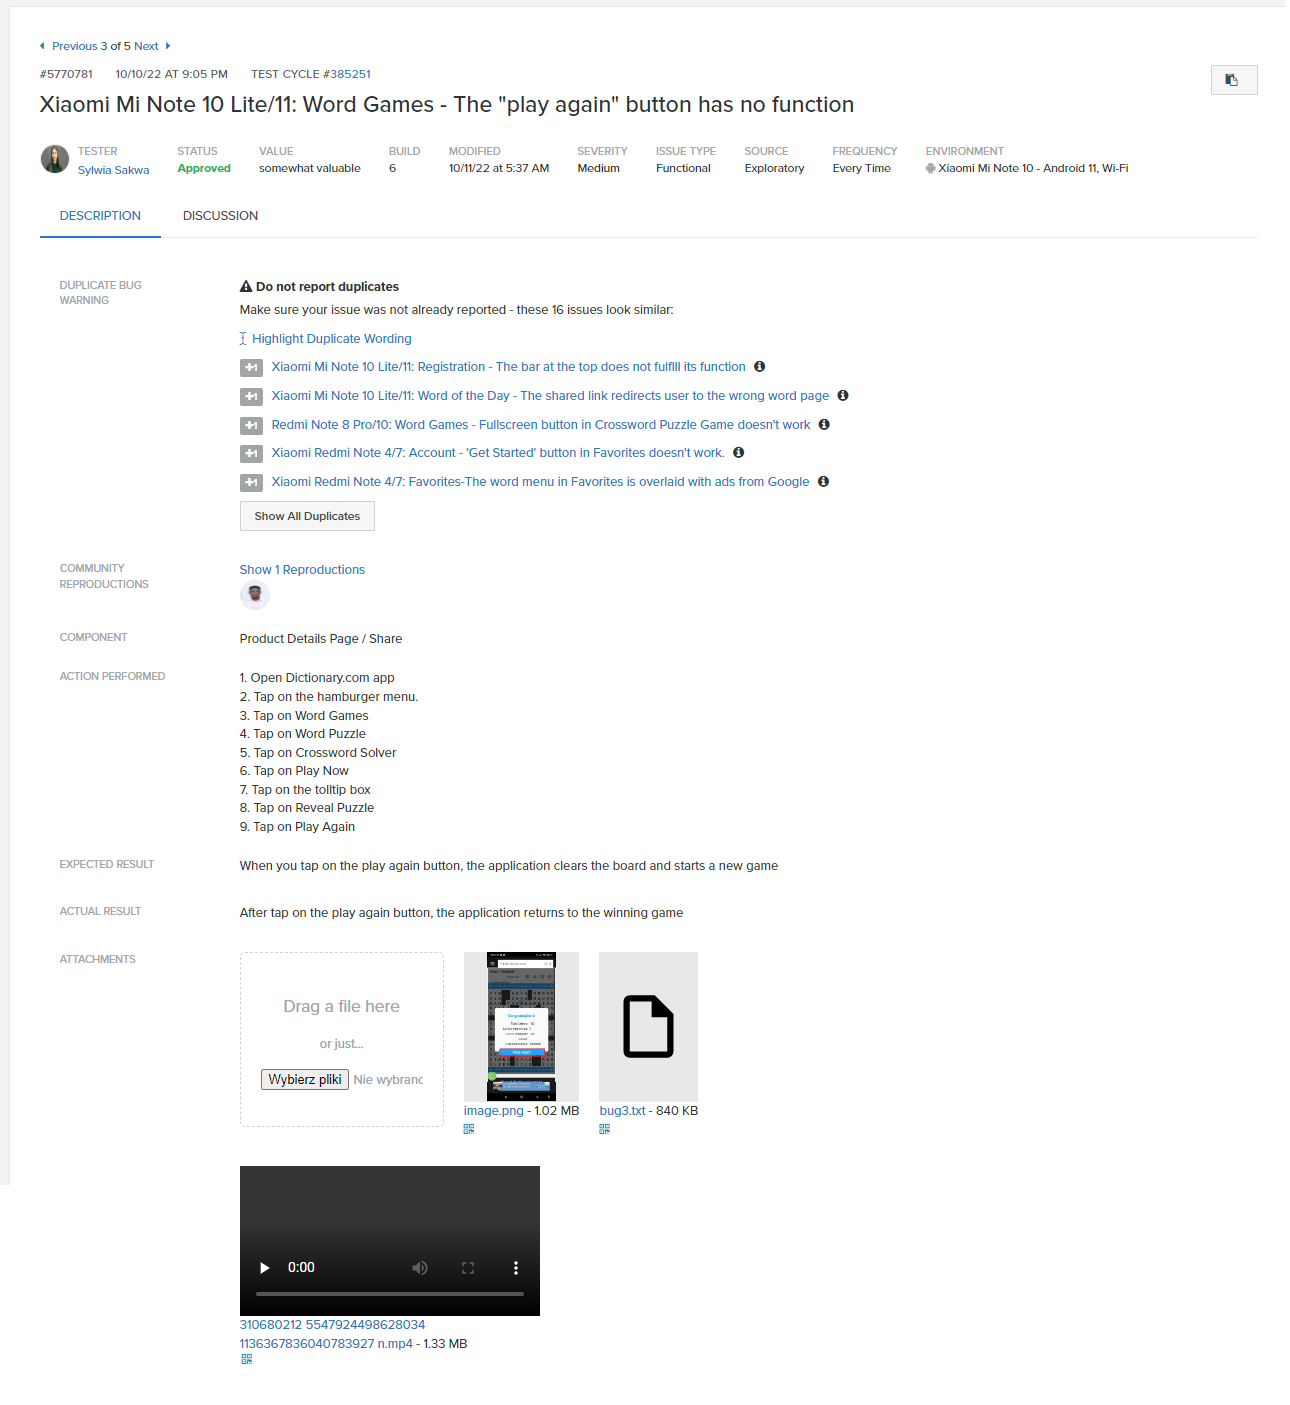 Previous 3 of 5 Next
#5770781 10/10/22 AT 9:05 PM TEST CYCLE #385251
Xiaomi Mi Note 10 Lite/11: Word Games - The "play again" button has no function
TESTER STATUS VALUE BUILD MODIFIED SEVERITY ISSUE TYPE SOURCE FREQUENCY ENVIRONMENT
Sylwia Sakwa Approved somewhat valuable 6 10/11/22 at 5:37 AM Medium Functional Exploratory Every Time Xiaomi Mi Note 10 - Android 11, Wi-Fi
DESCRIPTION DISCUSSION
DUPLICATE BUG WARNING
Do not report duplicates
Make sure your issue was not already reported - these 16 issues look similar:
Highlight Duplicate Wording
+1 Xiaomi Mi Note 10 Lite/11: Registration - The bar at the top does not fulflll its function
+1 Xiaomi Mi Note 10 Lite/11: Word of the Day - The shared link redirects user to the wrong word page
+1 Redmi Note 8 Pro/10: Word Games - Fullscreen button in Crossword Puzzle Game doesn't work
+1 Xiaomi Redmi Note 4/7: Account - 'Get Started' button in Favorites doesn't work.
+1 Xiaomi Redmi Note 4/7: Favorites-The word menu in Favorites is overlaid with ads from Google
Show All Duplicates
COMMUNITY REPRODUCTIONS
Show 1 Reproductions
COMPONENT
Product Details Page / Share
ACTION PERFORMED
1. Open Dictionary.com app
2. Tap on the hamburger menu.
3. Tap on Word Games
4. Tap on Word Puzzle
5. Tap on Crossword Solver
6. Tap on Play Now
7. Tap on the tolltip box
8. Tap on Reveal Puzzle
9. Tap on Play Again
EXPECTED RESULT
When you tap on the play again button, the application clears the board and starts a new game
ACTUAL RESULT
After tap on the play again button, the application returns to the winning game
ATTACHMENTS
Drag a file here
or just...
Wybierz pliki Nie wybranc
Congratulations!
Play Again
image.png - 1.02 MB
bug3.txt - 840 KB
0:00
310680212 5547924498628034
1136367836040783927 n.mp4 - 1.33 MB